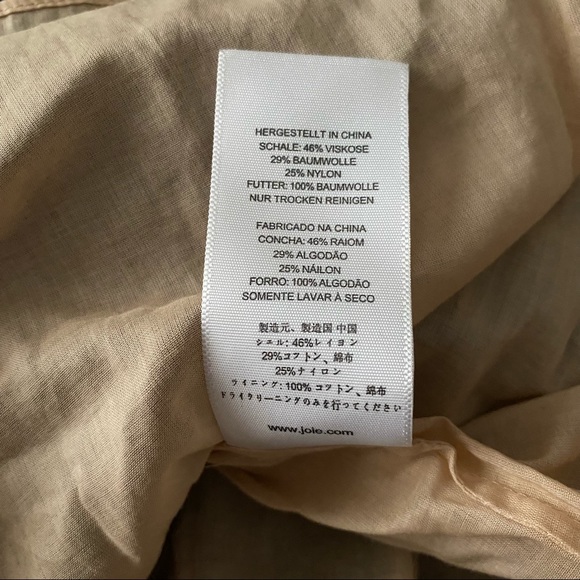 HERGESTELLT IN CHINA
SCHALE: 46% VISKOSE
29% BAUMWOLLE
25% NYLON
FUTTER: 100% BAUMWOLLE
NUR TROCKEN REINIGEN
FABRICADO NA CHINA
CONCHA: 46% RAIOM
29% ALGODÃO
25% NÁILON
FORRO: 100% ALGODÃO
SOMENTE LAVAR À SECO
製造元、製造国 中国
シェル: 46%レイヨン
29%コットン、綿布
25%ナイロン
ライニング: 100% コットン、綿布
ドライクリーニングのみを行ってください
www.joie.com